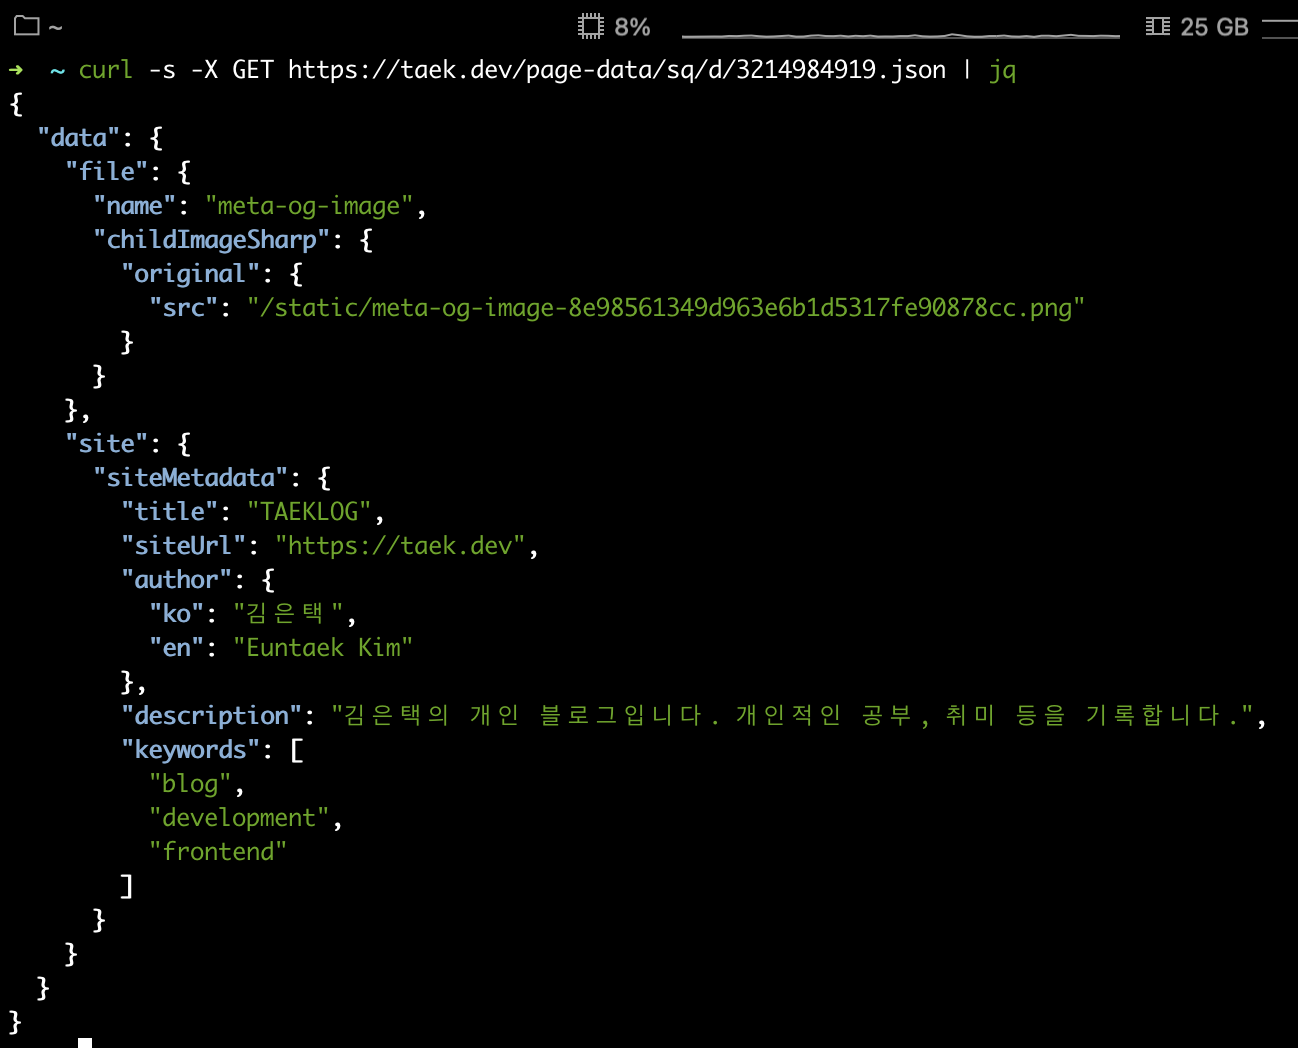 ~ 8% 25 GB
➜ ~ curl -s -X GET https://taek.dev/page-data/sq/d/3214984919.json | jq
{
  "data": {
    "file": {
      "name": "meta-og-image",
      "childImageSharp": {
        "original": {
          "src": "/static/meta-og-image-8e98561349d963e6b1d5317fe90878cc.png"
        }
      }
    },
    "site": {
      "siteMetadata": {
        "title": "TAEKLOG",
        "siteUrl": "https://taek.dev",
        "author": {
          "ko": "김은택",
          "en": "Euntaek Kim"
        },
        "description": "김은택의 개인 블로그입니다. 개인적인 공부, 취미 등을 기록합니다.",
        "keywords": [
          "blog",
          "development",
          "frontend"
        ]
      }
    }
  }
}